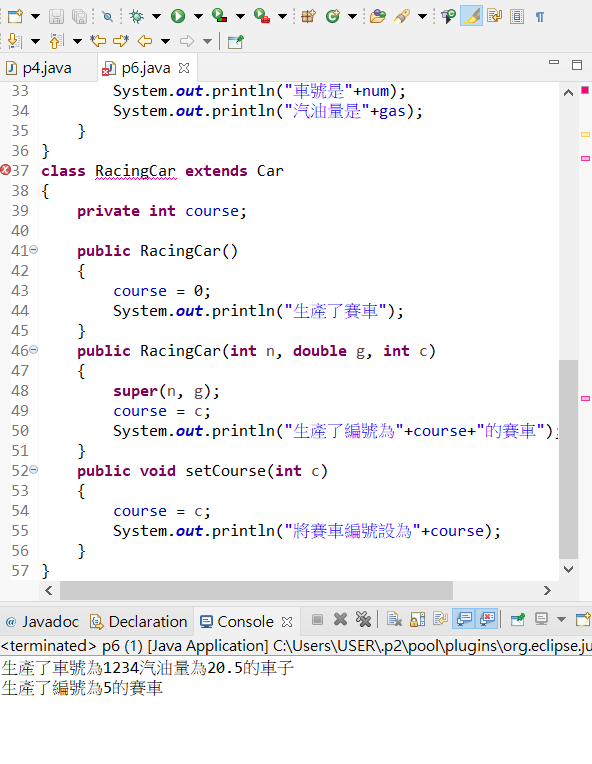 p4.java p6.java
33 System.out.println("車號是"+num);
34 System.out.println("汽油量是"+gas);
35 }
36 }
37 class RacingCar extends Car
38 {
39 private int course;
40
41 public RacingCar()
42 {
43 course = 0;
44 System.out.println("生產了賽車");
45 }
46 public RacingCar(int n, double g, int c)
47 {
48 super(n, g);
49 course = c;
50 System.out.println("生產了編號為"+course+"的賽車");
51 }
52 public void setCourse(int c)
53 {
54 course = c;
55 System.out.println("將賽車編號設為"+course);
56 }
57 }
@ Javadoc Declaration Console
<terminated> p6 (1) [Java Application] C:\Users\USER\.p2\pool\plugins\org.eclipse.ju
生產了車號為1234汽油量為20.5的車子
生產了編號為5的賽車